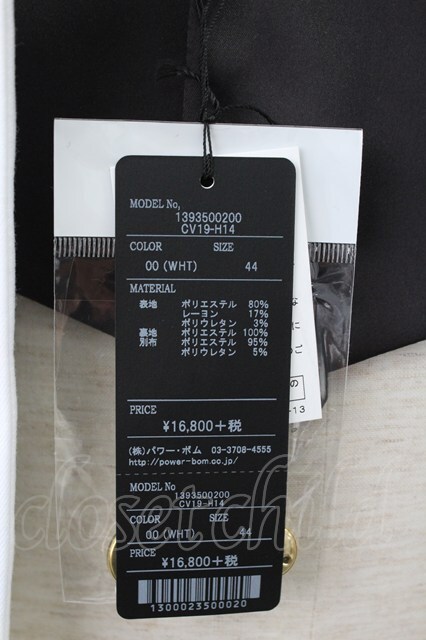 MODEL No,
1393500200
CV19-H14
COLOR SIZE
00 (WHT) 44
MATERIAL
表地 ポリエステル 80%
レーヨン 17%
ポリウレタン 3%
裏地 ポリエステル 100%
別布 ポリエステル 95%
ポリウレタン 5%
PRICE
¥16,800+税
(株)パワー・ボム 03-3708-4555
http://power-bom.co.jp/
MODEL No
1393500200
CV19-H14
COLOR SIZE
00 (WHT) 44
PRICE
¥16,800+税
1300023500020
closet child
-13